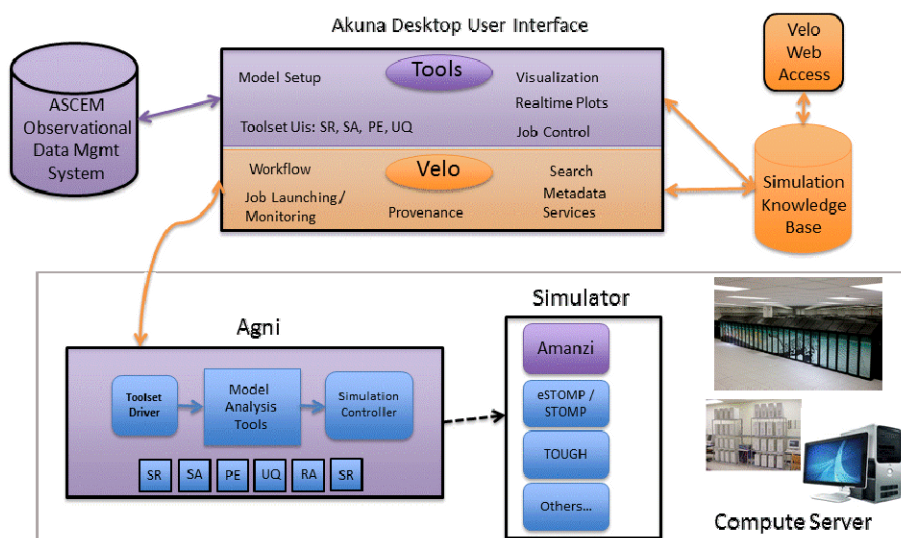 Akuna Desktop User Interface
ASCEM
Observational
Data Mgmt
System
Model Setup
Tools
Visualization
Realtime Plots
Toolset Uis: SR, SA, PE, UQ
Job Control
Workflow
Velo
Search
Job Launching/
Monitoring
Provenance
Metadata
Services
Velo
Web
Access
Simulation
Knowledge
Base
Agni
Toolset
Driver
Model
Analysis
Tools
Simulation
Controller
SR
SA
PE
UQ
RA
SR
Simulator
Amanzi
eSTOMP /
STOMP
TOUGH
Others...
Compute Server